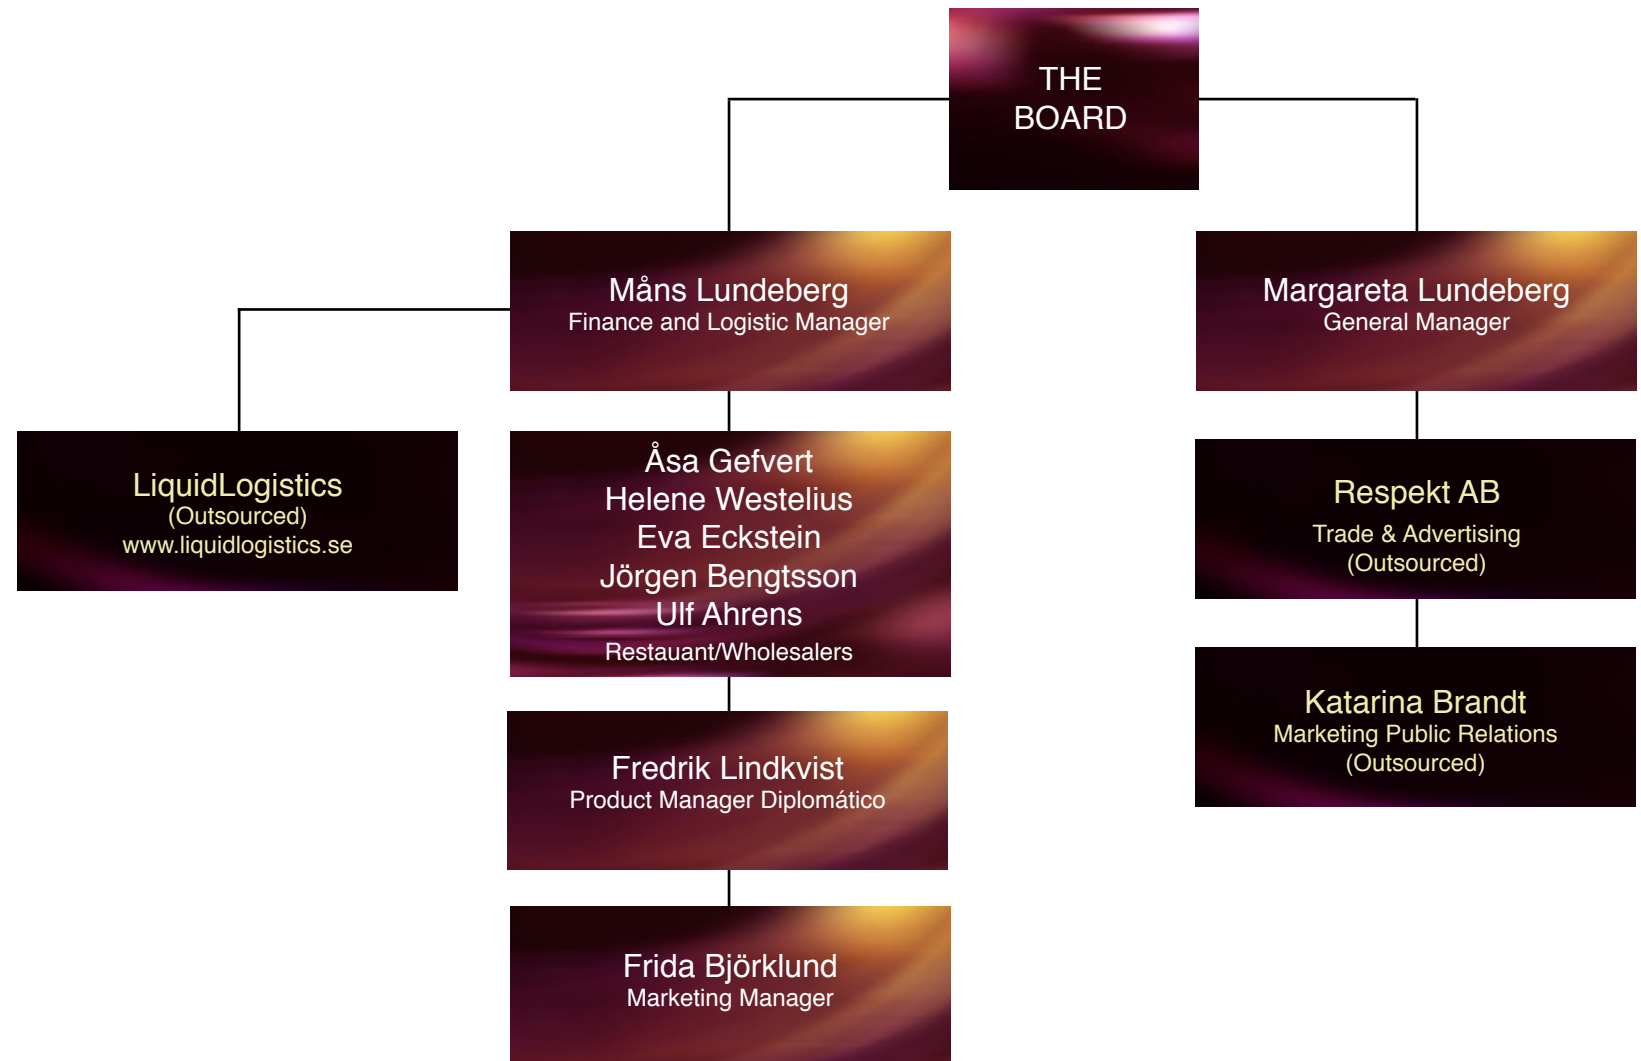 THE
BOARD
Måns Lundeberg
Finance and Logistic Manager
Margareta Lundeberg
General Manager
LiquidLogistics
(Outsourced)
www.liquidlogistics.se
Åsa Gefvert
Helene Westelius
Eva Eckstein
Jörgen Bengtsson
Ulf Ahrens
Restauant/Wholesalers
Respekt AB
Trade & Advertising
(Outsourced)
Fredrik Lindkvist
Product Manager Diplomático
Katarina Brandt
Marketing Public Relations
(Outsourced)
Frida Björklund
Marketing Manager